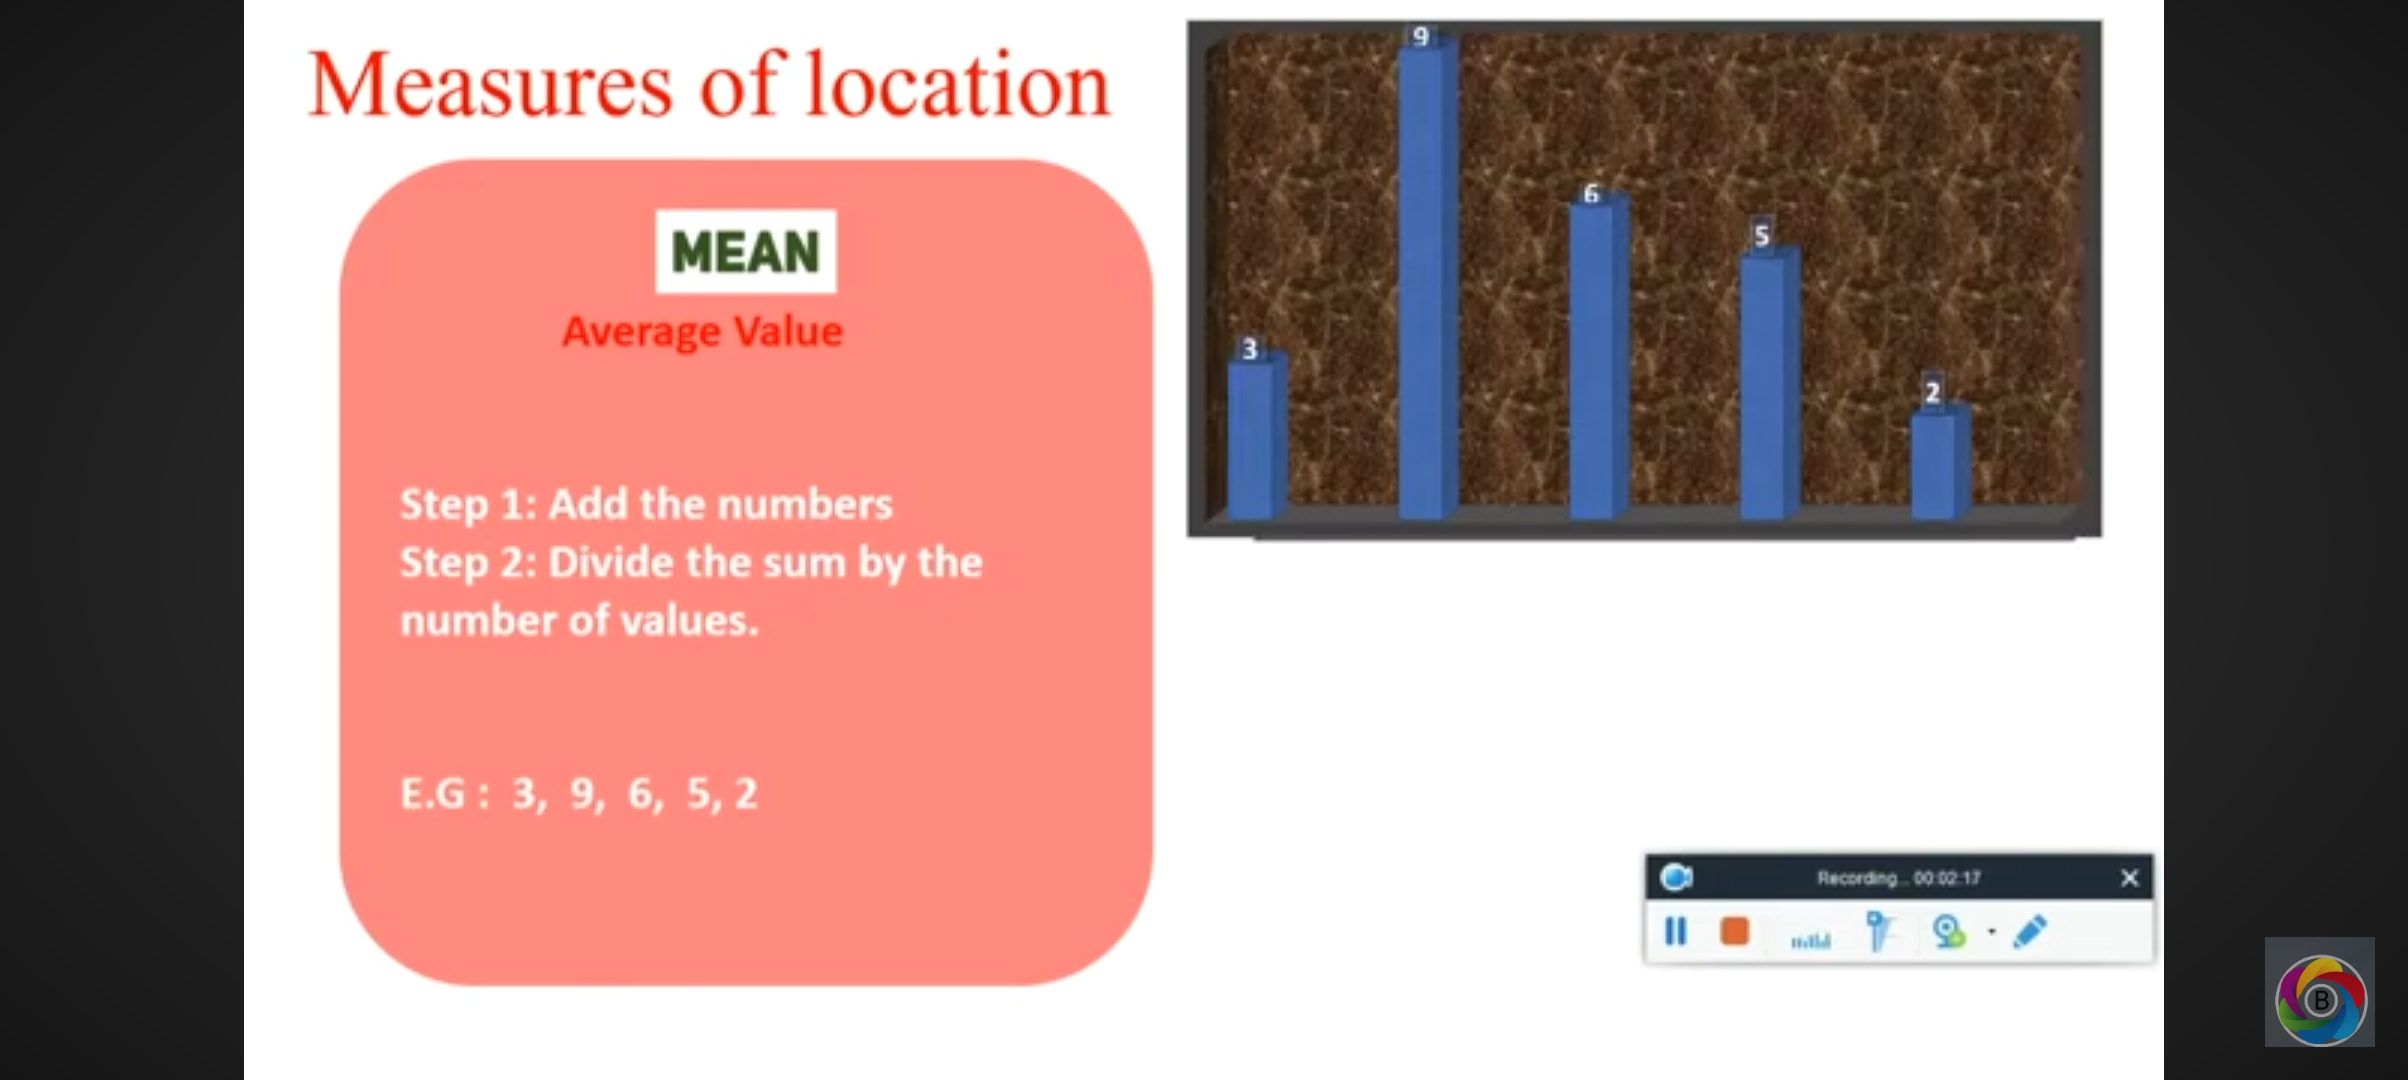 Measures of location
MEAN
Average Value
Step 1: Add the numbers
Step 2: Divide the sum by the
number of values.
E.G : 3, 9, 6, 5, 2
3
9
6
5
2
Recording... 00:02:17
B